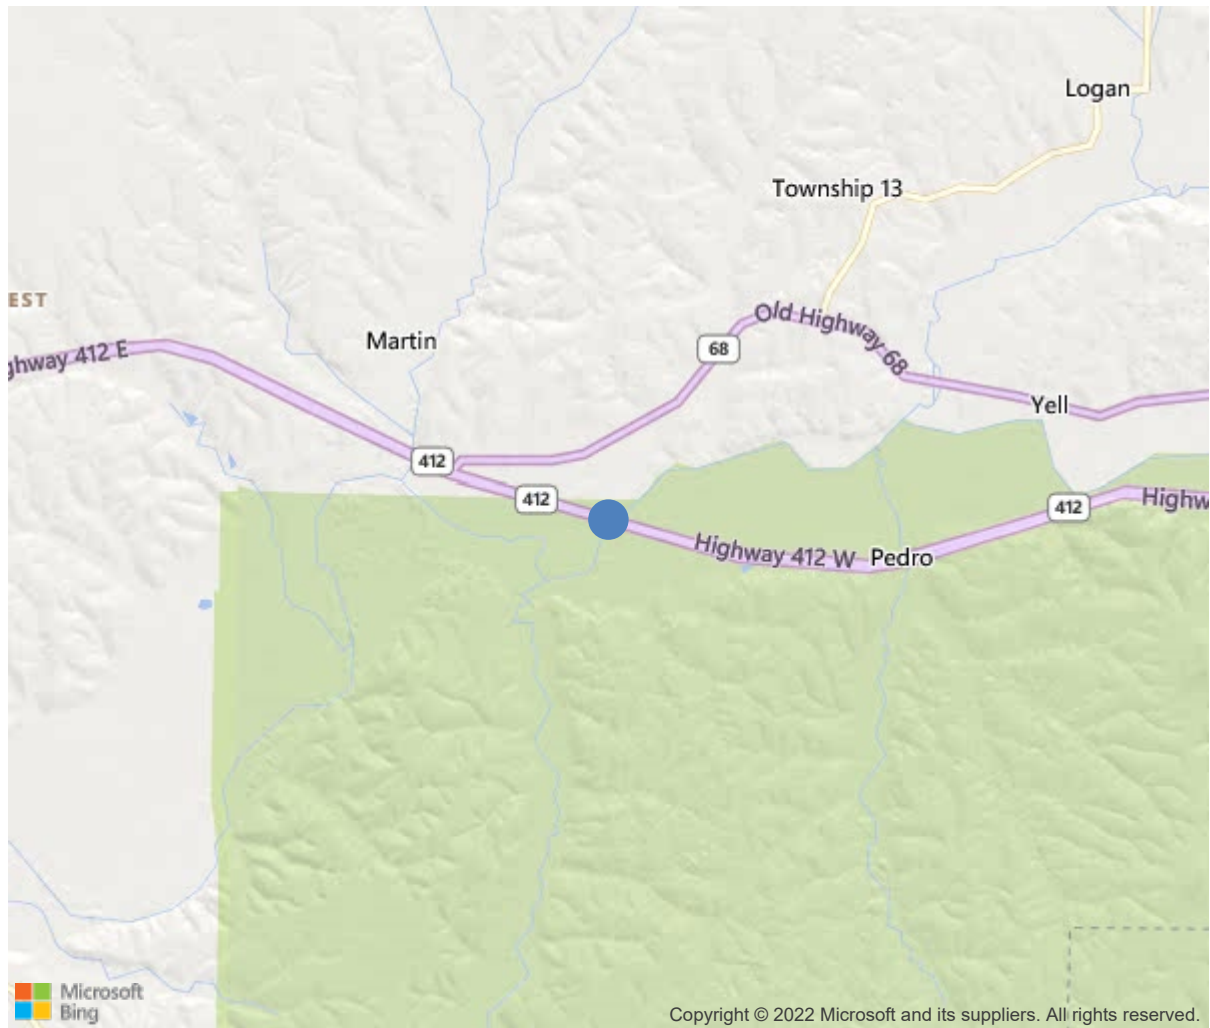 Logan
Township 13
EST
Old Highway 68
ghway 412 E
Martin
68
Yell
412
412
412
Highw
Highway 412 W
Pedro
Microsoft
Bing
Copyright © 2022 Microsoft and its suppliers. All rights reserved.